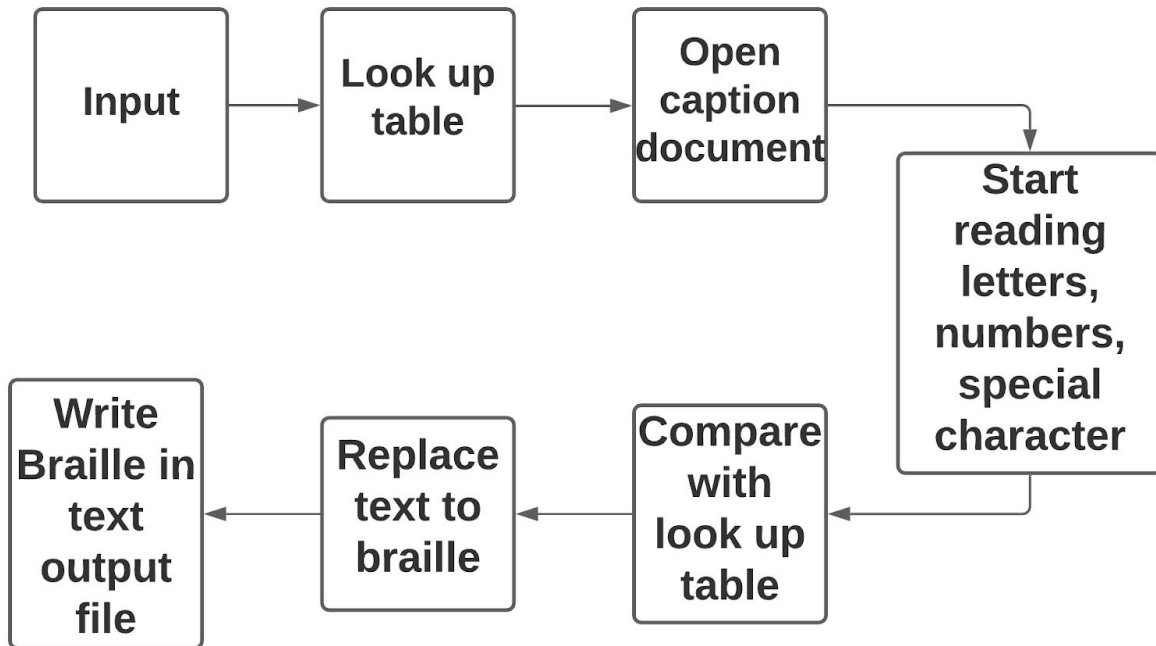 Input
Look up
table
Open
caption
document
Start
reading
letters,
numbers,
special
character
Compare
with
look up
table
Replace
text to
braille
Write
Braille in
text
output
file